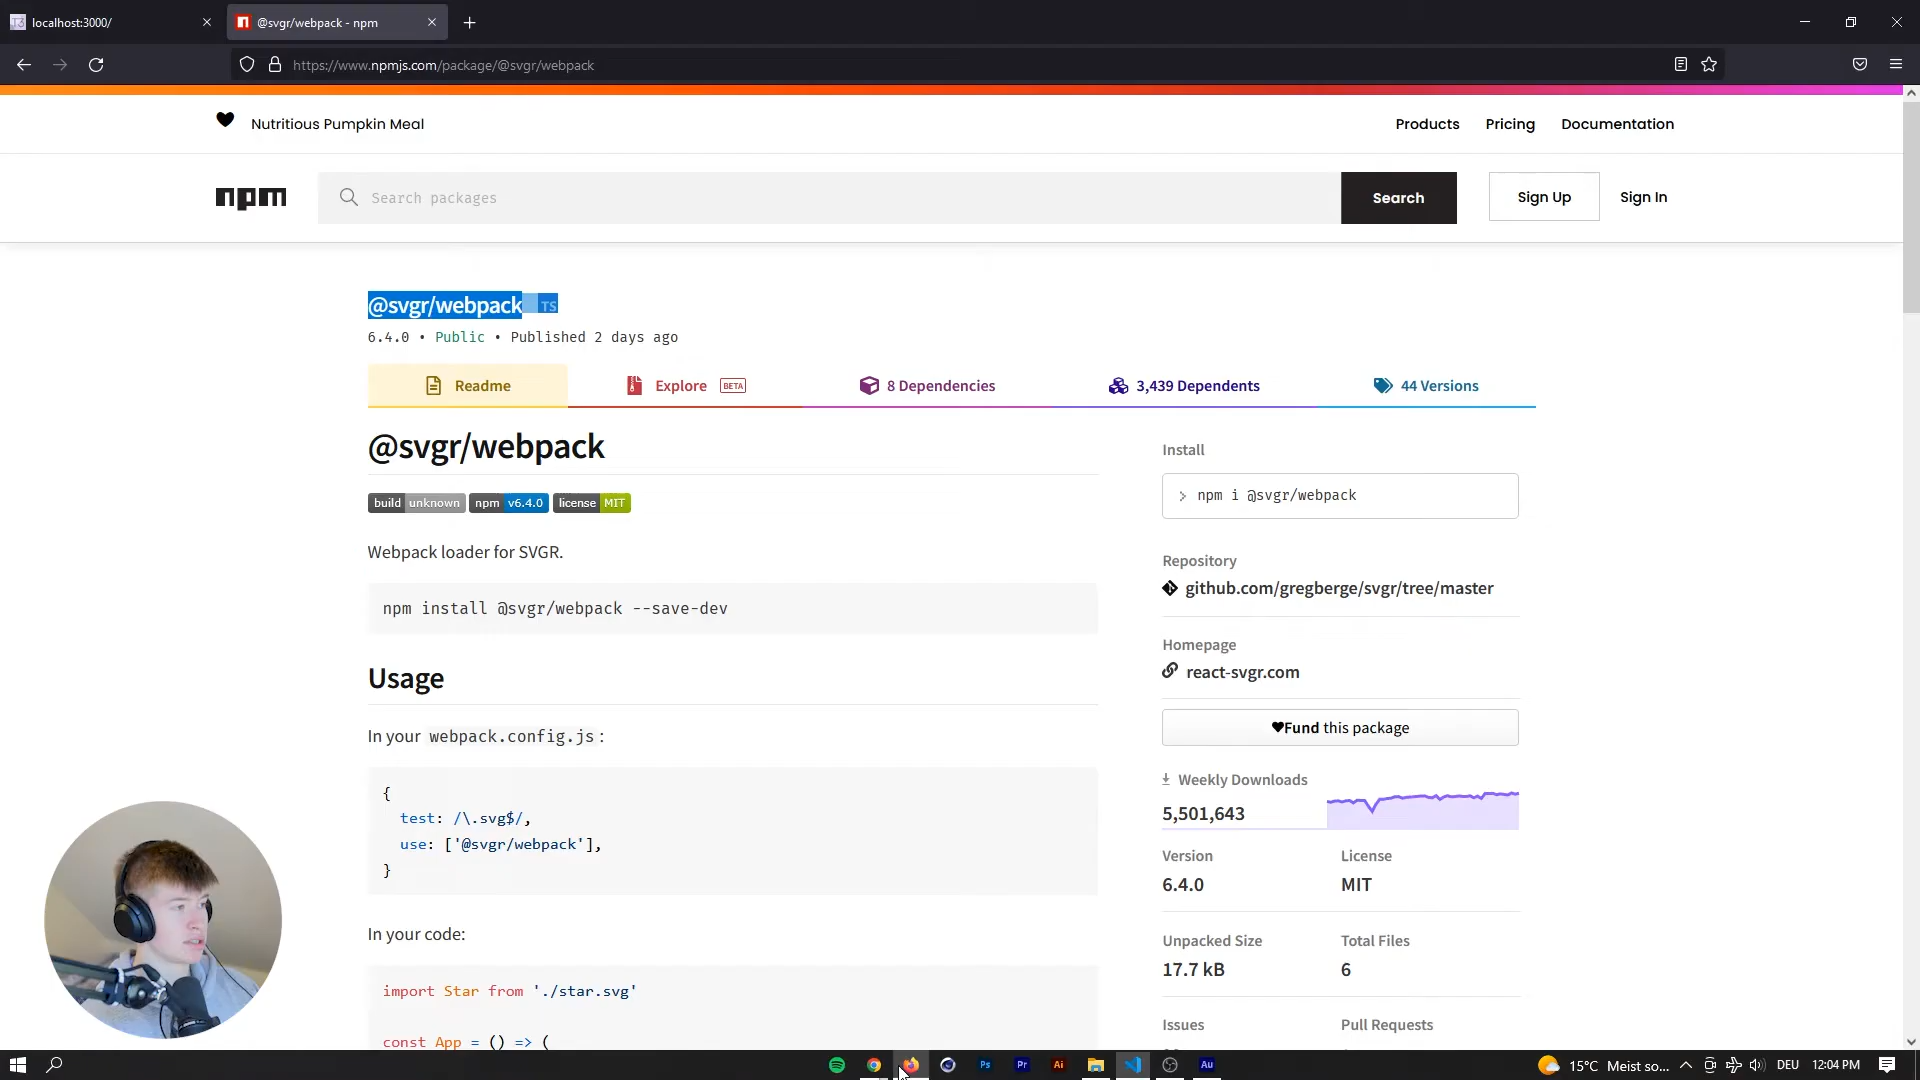 localhost:3000/
@svgr/webpack - npm
https://www.npmjs.com/package/@svgr/webpack
Nutritious Pumpkin Meal
Products
Pricing
Documentation
npm
Search packages
Search
Sign Up
Sign In
@svgr/webpack TS
6.4.0 • Public • Published 2 days ago
Readme
Explore BETA
8 Dependencies
3,439 Dependents
44 Versions
@svgr/webpack
build unknown npm v6.4.0 license MIT
Webpack loader for SVGR.
npm install @svgr/webpack --save-dev
Usage
In your webpack.config.js:
{
test: /\.svg$/,
use: ['@svgr/webpack'],
}
In your code:
import Star from './star.svg'
const App = () => (
Install
> npm i @svgr/webpack
Repository
github.com/gregberge/svgr/tree/master
Homepage
react-svgr.com
♥Fund this package
Weekly Downloads
5,501,643
Version
License
6.4.0
MIT
Unpacked Size
Total Files
17.7 kB
6
Issues
Pull Requests
Ps
Pr
Ai
Au
15°C Meist so...
DEU
12:04 PM